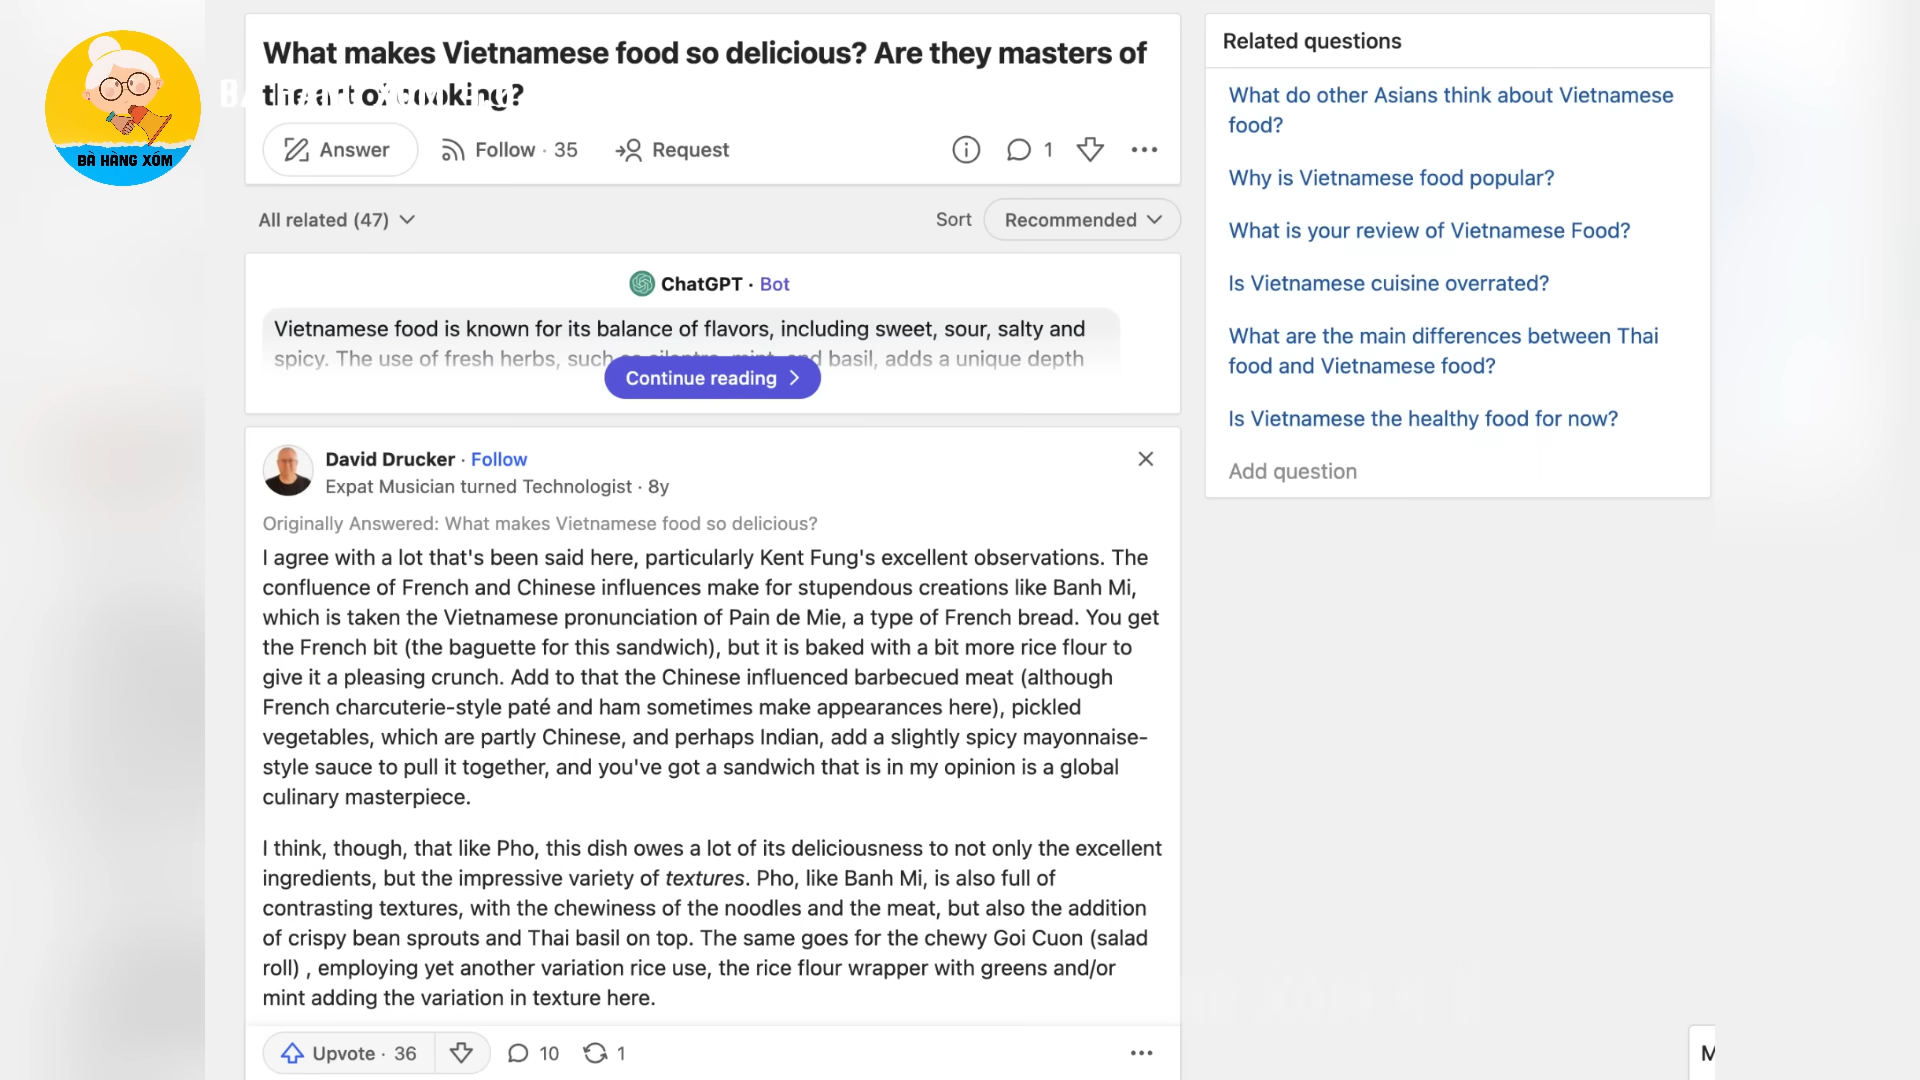 What makes Vietnamese food so delicious? Are they masters of
the art of cooking?
BÀ HÀNG XÓM
Answer
Follow · 35
Request
1
All related (47)
Sort
Recommended
ChatGPT · Bot
Vietnamese food is known for its balance of flavors, including sweet, sour, salty and
spicy. The use of fresh herbs, such as cilantro, mint, and basil, adds a unique depth
Continue reading
David Drucker · Follow
Expat Musician turned Technologist · 8y
Originally Answered: What makes Vietnamese food so delicious?
I agree with a lot that's been said here, particularly Kent Fung's excellent observations. The
confluence of French and Chinese influences make for stupendous creations like Banh Mi,
which is taken the Vietnamese pronunciation of Pain de Mie, a type of French bread. You get
the French bit (the baguette for this sandwich), but it is baked with a bit more rice flour to
give it a pleasing crunch. Add to that the Chinese influenced barbecued meat (although
French charcuterie-style paté and ham sometimes make appearances here), pickled
vegetables, which are partly Chinese, and perhaps Indian, add a slightly spicy mayonnaise-
style sauce to pull it together, and you've got a sandwich that is in my opinion is a global
culinary masterpiece.
I think, though, that like Pho, this dish owes a lot of its deliciousness to not only the excellent
ingredients, but the impressive variety of textures. Pho, like Banh Mi, is also full of
contrasting textures, with the chewiness of the noodles and the meat, but also the addition
of crispy bean sprouts and Thai basil on top. The same goes for the chewy Goi Cuon (salad
roll) , employing yet another variation rice use, the rice flour wrapper with greens and/or
mint adding the variation in texture here.
Upvote · 36
10
1
Related questions
What do other Asians think about Vietnamese
food?
Why is Vietnamese food popular?
What is your review of Vietnamese Food?
Is Vietnamese cuisine overrated?
What are the main differences between Thai
food and Vietnamese food?
Is Vietnamese the healthy food for now?
Add question
M